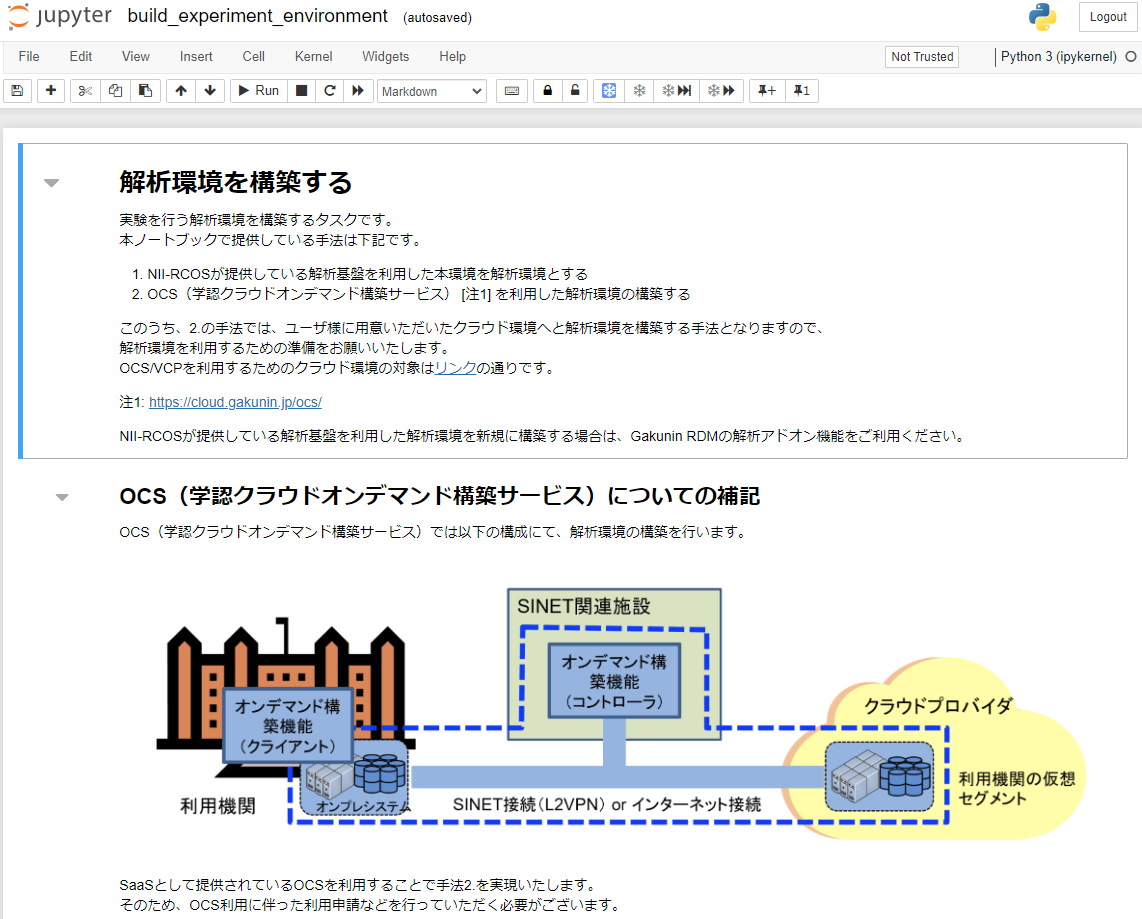 jupyter build_experiment_environment (autosaved)
Logout
File Edit View Insert Cell Kernel Widgets Help
Not Trusted
Python 3 (ipykernel)
Run
Markdown
+
1
解析環境を構築する
実験を行う解析環境を構築するタスクです。
本ノートブックで提供している手法は下記です。
1. NII-RCOSが提供している解析基盤を利用した本環境を解析環境とする
2. OCS（学認クラウドオンデマンド構築サービス） [注1] を利用した解析環境の構築する
このうち、2.の手法では、ユーザ様に用意いただいたクラウド環境へと解析環境を構築する手法となりますので、
解析環境を利用するための準備をお願いいたします。
OCS/VCPを利用するためのクラウド環境の対象はリンクの通りです。
注1: https://cloud.gakunin.jp/ocs/
NII-RCOSが提供している解析基盤を利用した解析環境を新規に構築する場合は、Gakunin RDMの解析アドオン機能をご利用ください。
OCS（学認クラウドオンデマンド構築サービス）についての補記
OCS（学認クラウドオンデマンド構築サービス）では以下の構成にて、解析環境の構築を行います。
SINET関連施設
オンデマンド構
築機能
（コントローラ）
オンデマンド構
築機能
（クライアント）
クラウドプロバイダ
利用機関
オンプレシステム
SINET接続（L2VPN） or インターネット接続
利用機関の仮想
セグメント
SaaSとして提供されているOCSを利用することで手法2.を実現いたします。
そのため、OCS利用に伴った利用申請などを行っていただく必要がございます。